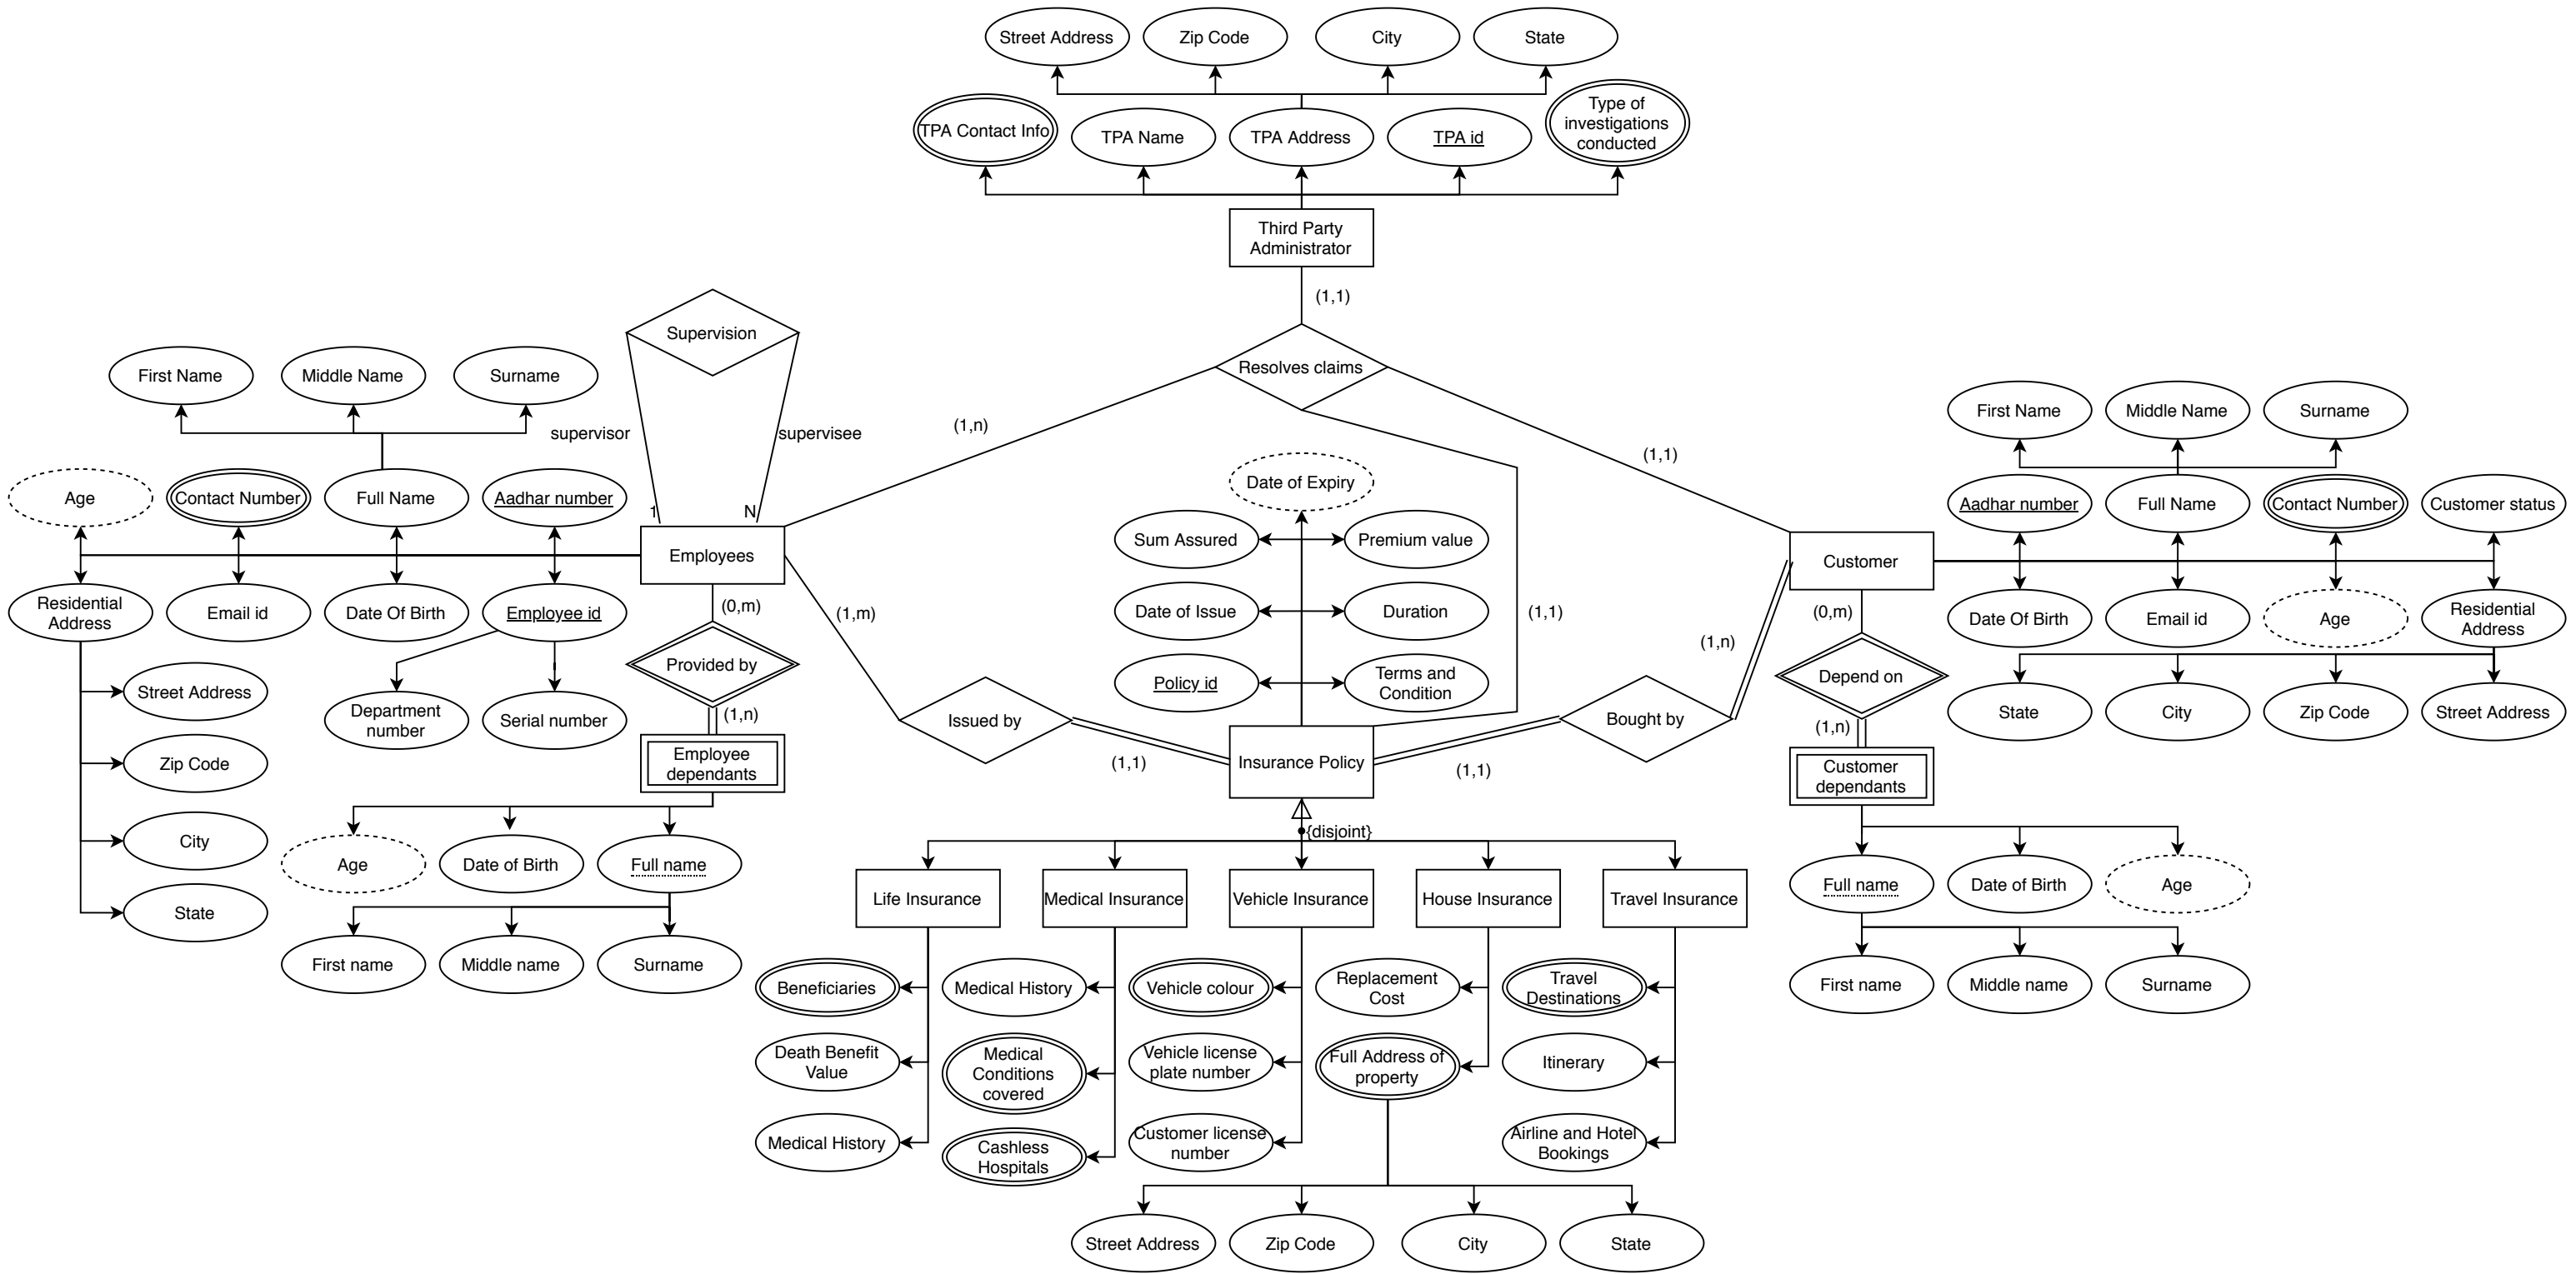 Street Address
Zip Code
City
State
TPA Contact Info
TPA Name
TPA Address
TPA id
Type of
investigations
conducted
Third Party
Administrator
(1,1)
Resolves claims
(1,n)
(1,1)
(1,1)
Supervision
supervisor
supervisee
1
N
First Name
Middle Name
Surname
Age
Contact Number
Full Name
Aadhar number
Employees
Residential
Address
Email id
Date Of Birth
Employee id
Street Address
Zip Code
City
State
Department
number
Serial number
(0,m)
Provided by
(1,n)
Employee
dependants
Age
Date of Birth
Full name
First name
Middle name
Surname
(1,m)
Issued by
(1,1)
Date of Expiry
Sum Assured
Premium value
Date of Issue
Duration
Policy id
Terms and
Condition
Insurance Policy
(1,1)
Bought by
(1,n)
First Name
Middle Name
Surname
Aadhar number
Full Name
Contact Number
Customer status
Customer
Date Of Birth
Email id
Age
Residential
Address
State
City
Zip Code
Street Address
(0,m)
Depend on
(1,n)
Customer
dependants
Full name
Date of Birth
Age
First name
Middle name
Surname
{disjoint}
Life Insurance
Medical Insurance
Vehicle Insurance
House Insurance
Travel Insurance
Beneficiaries
Death Benefit
Value
Medical History
Medical History
Medical
Conditions
covered
Cashless
Hospitals
Vehicle colour
Vehicle license
plate number
Customer license
number
Replacement
Cost
Full Address of
property
Travel
Destinations
Itinerary
Airline and Hotel
Bookings
Street Address
Zip Code
City
State